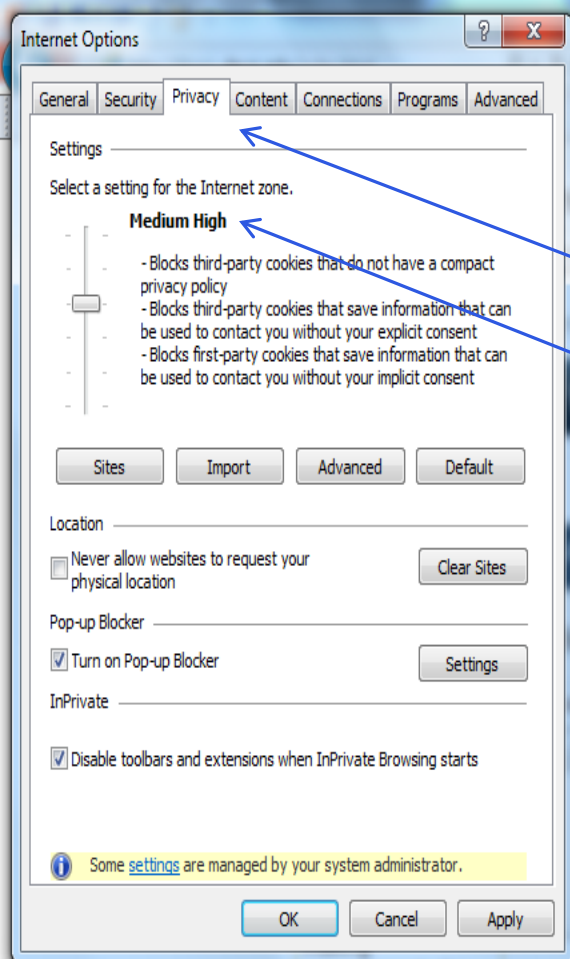 Internet Options
? X
General Security Privacy Content Connections Programs Advanced
Settings
Select a setting for the Internet zone.
Medium High
- Blocks third-party cookies that do not have a compact
privacy policy
- Blocks third-party cookies that save information that can
be used to contact you without your explicit consent
- Blocks first-party cookies that save information that can
be used to contact you without your implicit consent
Sites Import Advanced Default
Location
Never allow websites to request your
physical location
Clear Sites
Pop-up Blocker
Turn on Pop-up Blocker
Settings
InPrivate
Disable toolbars and extensions when InPrivate Browsing starts
Some settings are managed by your system administrator.
OK Cancel Apply